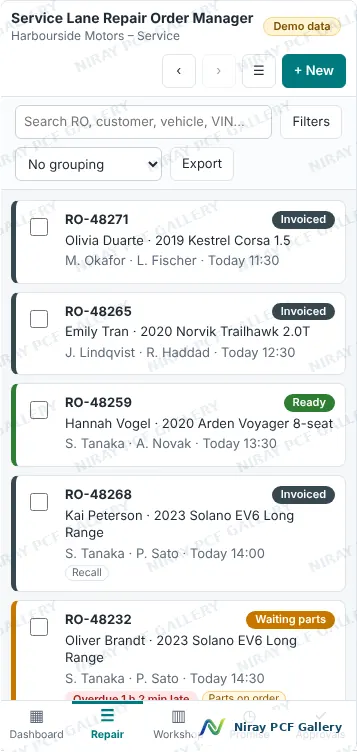 Service Lane Repair Order Manager
Harbourside Motors – Service
Demo data
+ New
Search RO, customer, vehicle, VIN...
Filters
No grouping
Export
RO-48271
Invoiced
Olivia Duarte · 2019 Kestrel Corsa 1.5
M. Okafor · L. Fischer · Today 11:30
RO-48265
Invoiced
Emily Tran · 2020 Norvik Trailhawk 2.0T
J. Lindqvist · R. Haddad · Today 12:30
RO-48259
Ready
Hannah Vogel · 2020 Arden Voyager 8-seat
S. Tanaka · A. Novak · Today 13:30
RO-48268
Invoiced
Kai Peterson · 2023 Solano EV6 Long
Range
S. Tanaka · P. Sato · Today 14:00
Recall
RO-48232
Waiting parts
Oliver Brandt · 2023 Solano EV6 Long
Range
S. Tanaka · P. Sato · Today 14:30
Overdue 1 h 2 min late
Parts on order
Dashboard
Repair
Worksh
Approvals
Niray PCF Gallery
NIRAY PCF GALLERY